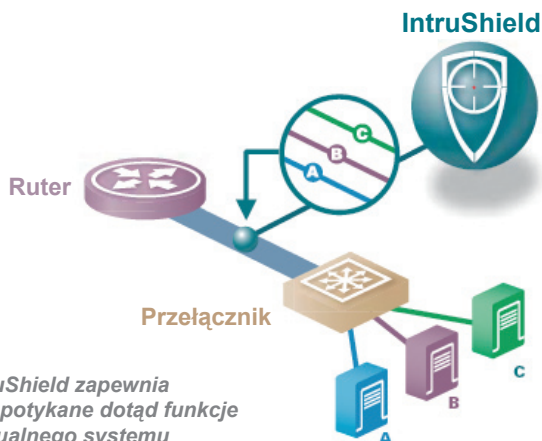 IntruShield
C
B
A
Ruter
Przełącznik
C
B
A
zapewnia
dotąd funkcje
systemu